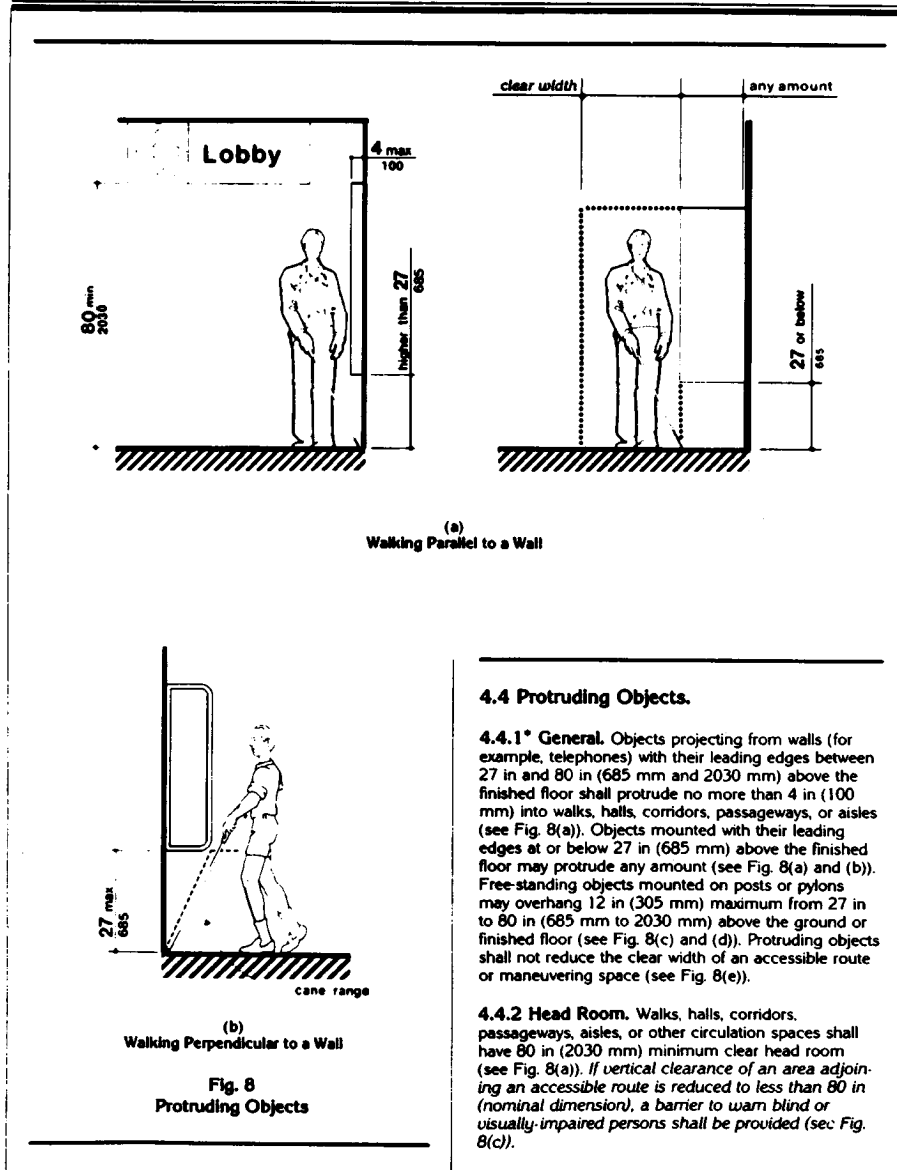 clear width
any amount
Lobby
4 max
100
80 min
2030
higher than 27
685
27 or below
685
(a)
Walking Parallel to a Wall
27 max
685
cane range
(b)
Walking Perpendicular to a Wall
Fig. 8
Protruding Objects
4.4 Protruding Objects.
4.4.1* General. Objects projecting from walls (for
example, telephones) with their leading edges between
27 in and 80 in (685 mm and 2030 mm) above the
finished floor shall protrude no more than 4 in (100
mm) into walks, halls, corridors, passageways, or aisles
(see Fig. 8(a)). Objects mounted with their leading
edges at or below 27 in (685 mm) above the finished
floor may protrude any amount (see Fig. 8(a) and (b)).
Free-standing objects mounted on posts or pylons
may overhang 12 in (305 mm) maximum from 27 in
to 80 in (685 mm to 2030 mm) above the ground or
finished floor (see Fig. 8(c) and (d)). Protruding objects
shall not reduce the clear width of an accessible route
or maneuvering space (see Fig. 8(e)).
4.4.2 Head Room. Walks, halls, corridors,
passageways, aisles, or other circulation spaces shall
have 80 in (2030 mm) minimum clear head room
(see Fig. 8(a)). If vertical clearance of an area adjoin-
ing an accessible route is reduced to less than 80 in
(nominal dimension), a barrier to warn blind or
visually-impaired persons shall be provided (see Fig.
8(c)).